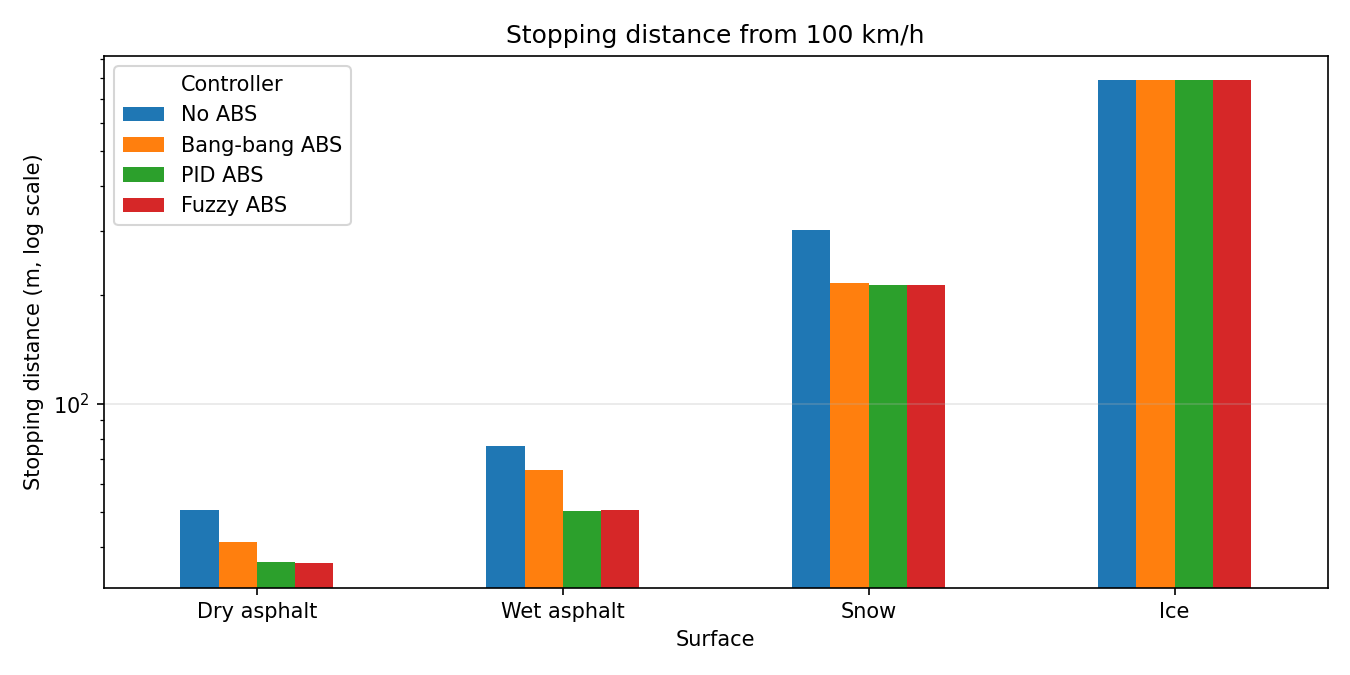 Stopping distance from 100 km/h
Controller
No ABS
Bang-bang ABS
PID ABS
Fuzzy ABS
Stopping distance (m, log scale)
10²
Dry asphalt
Wet asphalt
Snow
Ice
Surface